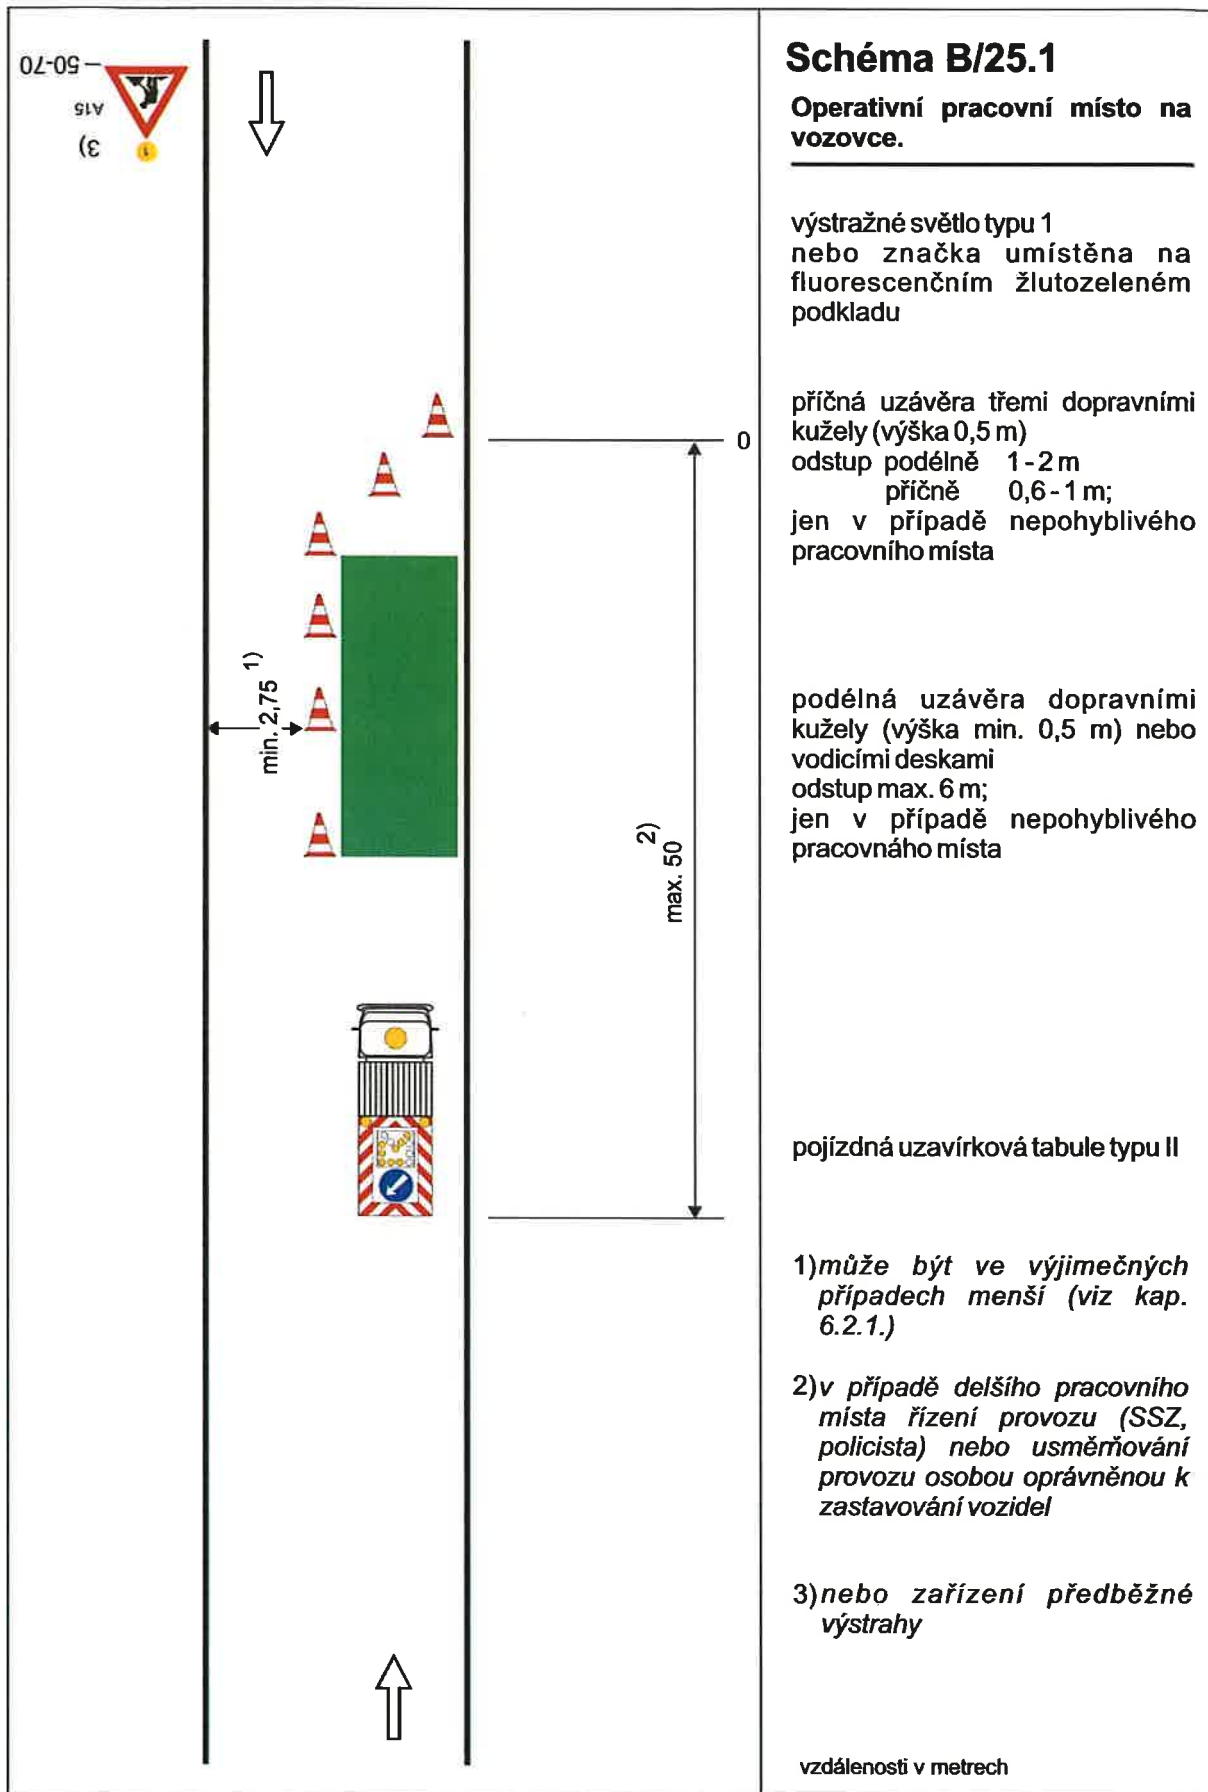 50-70
A15
3)
1
0
min. 2,75 1)
max. 50 2)
Schéma B/25.1
Operativní pracovní místo na
vozovce.
výstražné světlo typu 1
nebo značka umístěna na
fluorescenčním žlutozeleném
podkladu
příčná uzávěra třemi dopravními
kužely (výška 0,5 m)
odstup podélně 1-2 m
příčně 0,6-1 m;
jen v případě nepohyblivého
pracovního místa
podélná uzávěra dopravními
kužely (výška min. 0,5 m) nebo
vodicími deskami
odstup max. 6 m;
jen v případě nepohyblivého
pracovnáho místa
pojízdná uzavírková tabule typu II
1) může být ve výjimečných
případech menší (viz kap.
6.2.1.)
2) v případě delšího pracovního
místa řízení provozu (SSZ,
policista) nebo usměrňování
provozu osobou oprávněnou k
zastavování vozidel
3) nebo zařízení předběžné
výstrahy
vzdálenosti v metrech